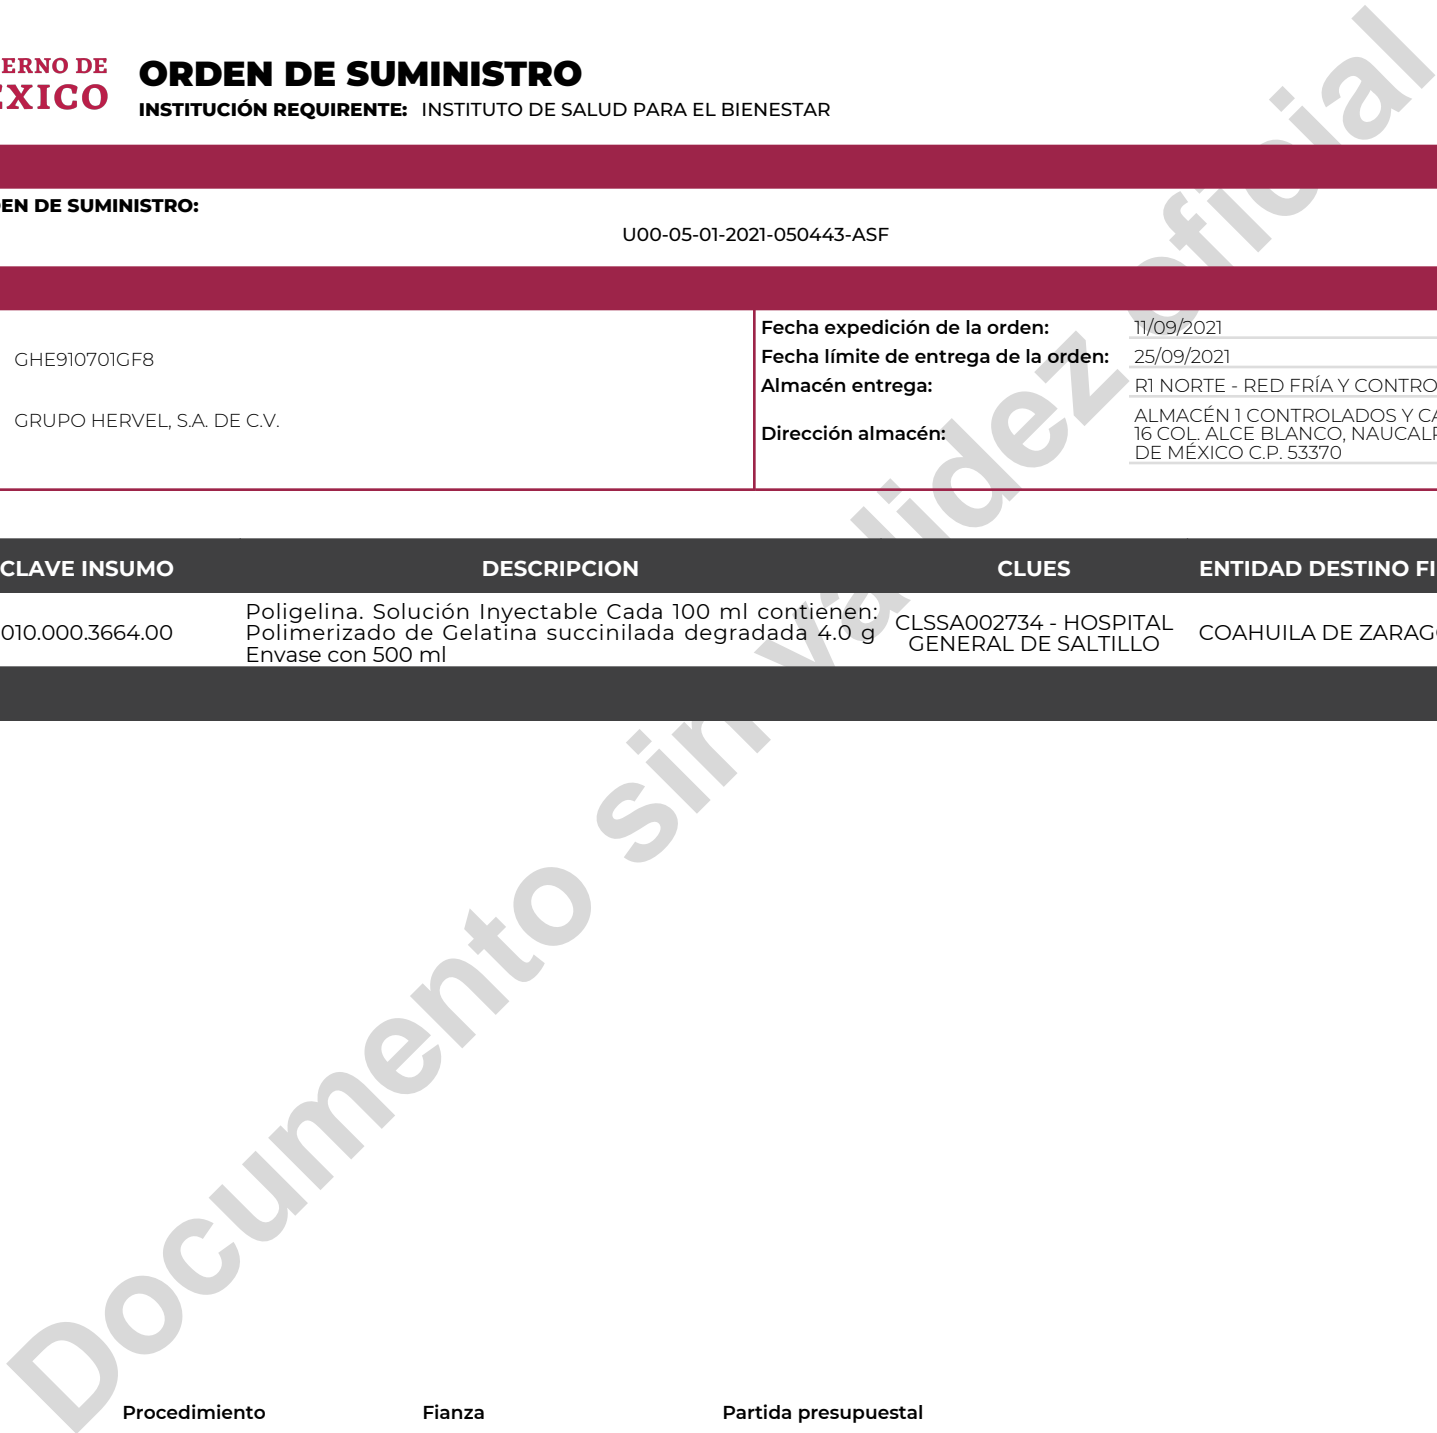 ERNO DE
ÉXICO
ORDEN DE SUMINISTRO
INSTITUCIÓN REQUIRENTE: INSTITUTO DE SALUD PARA EL BIENESTAR
EN DE SUMINISTRO:
U00-05-01-2021-050443-ASF
GHE910701GF8
GRUPO HERVEL, S.A. DE C.V.
Fecha expedición de la orden: 11/09/2021
Fecha límite de entrega de la orden: 25/09/2021
Almacén entrega: R1 NORTE - RED FRÍA Y CONTRO
Dirección almacén:
ALMACÉN 1 CONTROLADOS Y CA
16 COL. ALCE BLANCO, NAUCALP
DE MÉXICO C.P. 53370
CLAVE INSUMO DESCRIPCION CLUES ENTIDAD DESTINO FI
010.000.3664.00
Poligelina. Solución Inyectable Cada 100 ml contienen:
Polimerizado de Gelatina succinilada degradada 4.0 g
Envase con 500 ml
CLSSA002734 - HOSPITAL
GENERAL DE SALTILLO
COAHUILA DE ZARAG
Documento sin validez oficial
Procedimiento Fianza Partida presupuestal